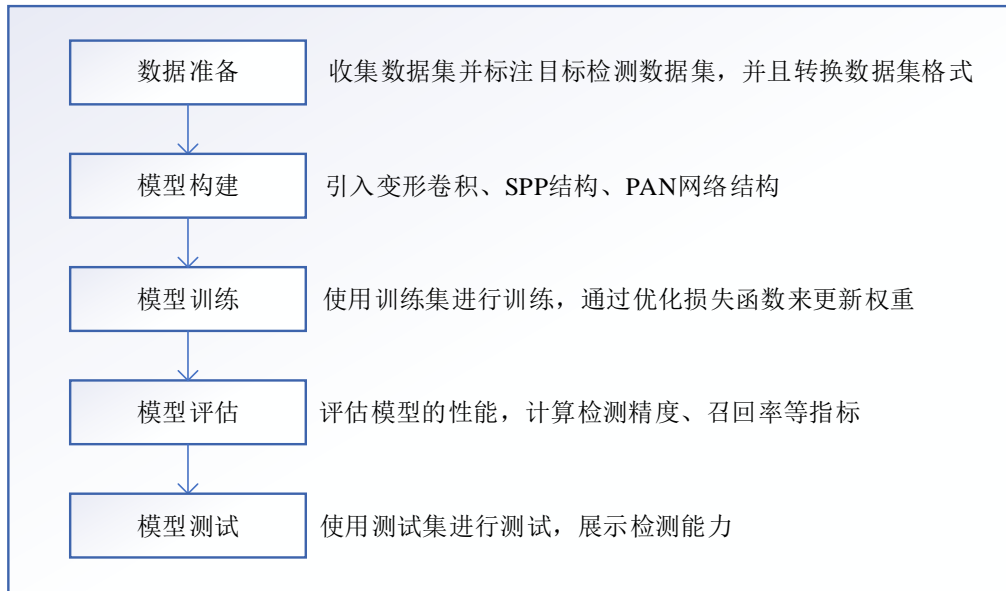 数据准备 收集数据集并标注目标检测数据集，并且转换数据集格式
模型构建 引入变形卷积、SPP结构、PAN网络结构
模型训练 使用训练集进行训练，通过优化损失函数来更新权重
模型评估 评估模型的性能，计算检测精度、召回率等指标
模型测试 使用测试集进行测试，展示检测能力